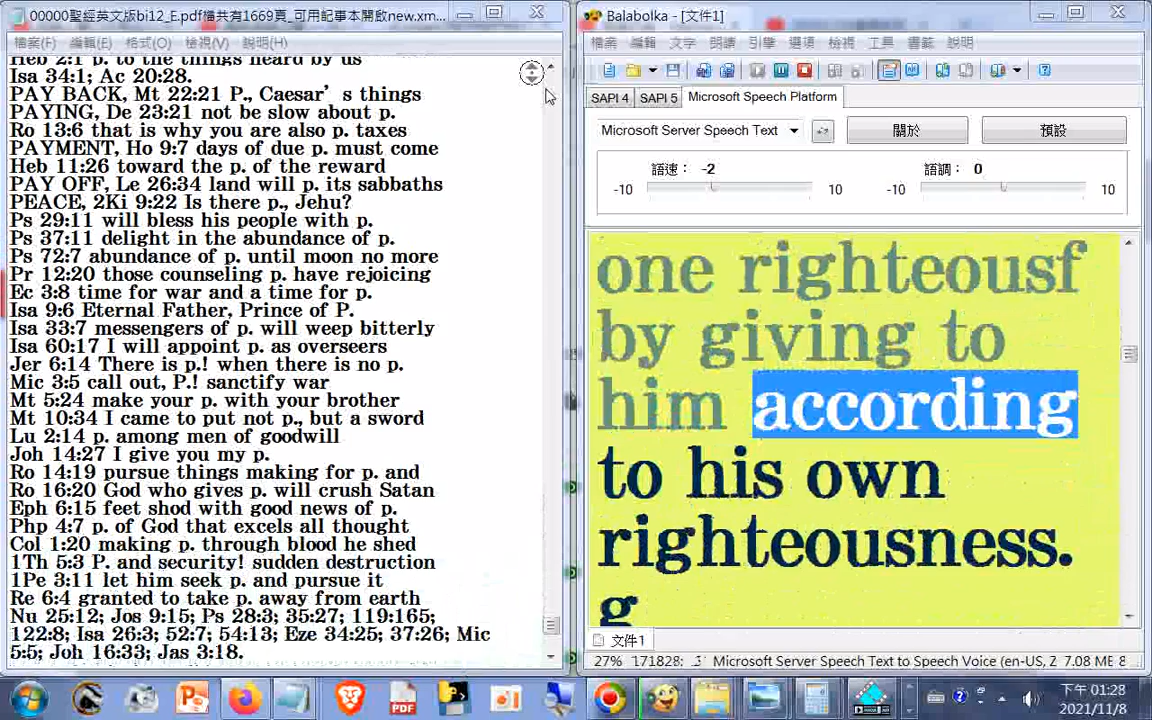 00000聖經英文版bi12_E.pdf檔共有1669頁_可用記事本開啟new.xm...
檔案(F) 編輯(E) 格式(O) 檢視(V) 說明(H)
Heb 2:1 p. to the things heard by us
Isa 34:1; Ac 20:28.
PAY BACK, Mt 22:21 P., Caesar’s things
PAYING, De 23:21 not be slow about p.
Ro 13:6 that is why you are also p. taxes
PAYMENT, Ho 9:7 days of due p. must come
Heb 11:26 toward the p. of the reward
PAY OFF, Le 26:34 land will p. its sabbaths
PEACE, 2Ki 9:22 Is there p., Jehu?
Ps 29:11 will bless his people with p.
Ps 37:11 delight in the abundance of p.
Ps 72:7 abundance of p. until moon no more
Pr 12:20 those counseling p. have rejoicing
Ec 3:8 time for war and a time for p.
Isa 9:6 Eternal Father, Prince of P.
Isa 33:7 messengers of p. will weep bitterly
Isa 60:17 I will appoint p. as overseers
Jer 6:14 There is p.! when there is no p.
Mic 3:5 call out, P.! sanctify war
Mt 5:24 make your p. with your brother
Mt 10:34 I came to put not p., but a sword
Lu 2:14 p. among men of goodwill
Joh 14:27 I give you my p.
Ro 14:19 pursue things making for p. and
Ro 16:20 God who gives p. will crush Satan
Eph 6:15 feet shod with good news of p.
Php 4:7 p. of God that excels all thought
Col 1:20 making p. through blood he shed
1Th 5:3 P. and security! sudden destruction
1Pe 3:11 let him seek p. and pursue it
Re 6:4 granted to take p. away from earth
Nu 25:12; Jos 9:15; Ps 28:3; 35:27; 119:165;
122:8; Isa 26:3; 52:7; 54:13; Eze 34:25; 37:26; Mic
5:5; Joh 16:33; Jas 3:18.
Balabolka - [文件1]
檔案 編輯 文字 朗讀 引擎 選項 檢視 工具 書籤 說明
SAPI 4 SAPI 5 Microsoft Speech Platform
Microsoft Server Speech Text 關於 預設
語速： -2 語調： 0
-10 10 -10 10
one righteousf
by giving to
him according
to his own
righteousness.
g
文件1
27% 171828: Microsoft Server Speech Text to Speech Voice (en-US, 2 7.08 MB 8
PDF
下午 01:28
2021/11/8